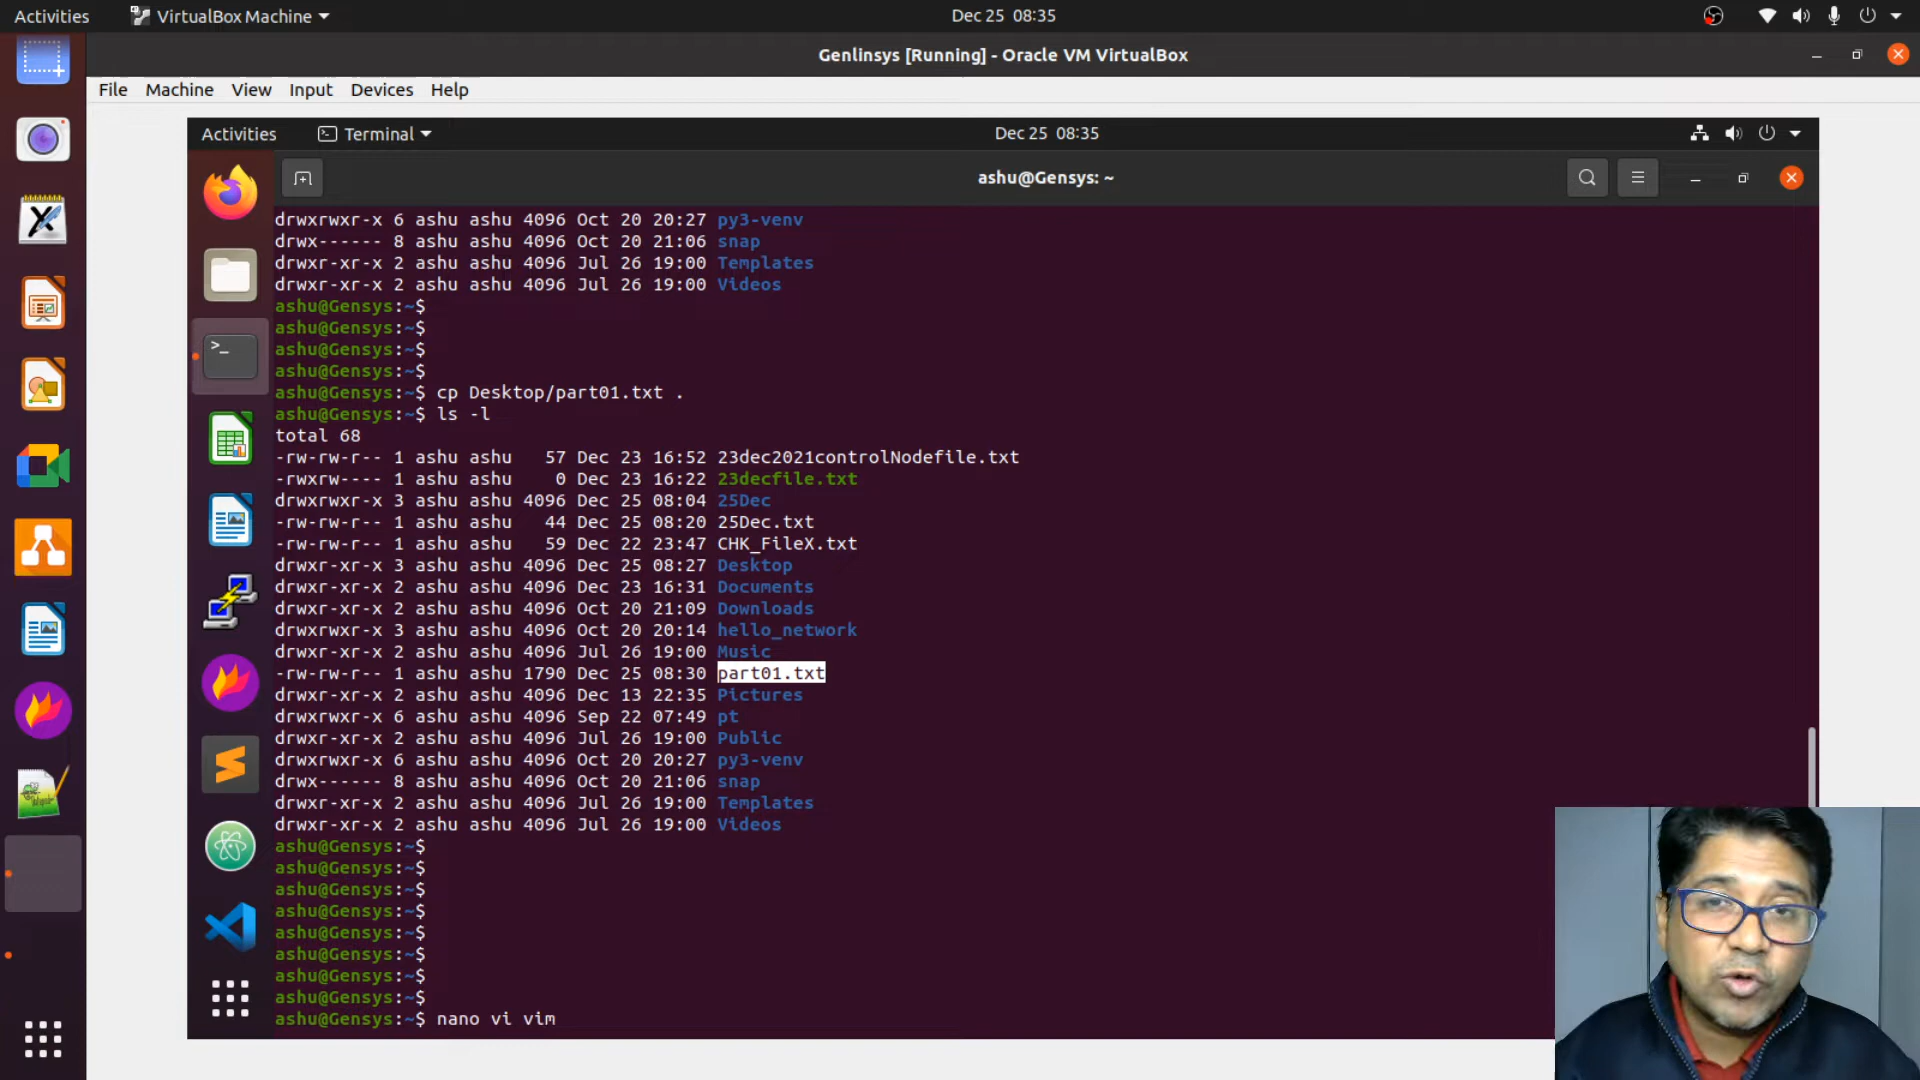 Activities VirtualBox Machine Dec 25 08:35
Genlinsys [Running] - Oracle VM VirtualBox
File Machine View Input Devices Help
Activities Terminal Dec 25 08:35
ashu@Gensys: ~
drwxrwxr-x 6 ashu ashu 4096 Oct 20 20:27 py3-venv
drwx------ 8 ashu ashu 4096 Oct 20 21:06 snap
drwxr-xr-x 2 ashu ashu 4096 Jul 26 19:00 Templates
drwxr-xr-x 2 ashu ashu 4096 Jul 26 19:00 Videos
ashu@Gensys:~$
ashu@Gensys:~$
ashu@Gensys:~$
ashu@Gensys:~$
ashu@Gensys:~$ cp Desktop/part01.txt .
ashu@Gensys:~$ ls -l
total 68
-rw-rw-r-- 1 ashu ashu 57 Dec 23 16:52 23dec2021controlNodefile.txt
-rwxrw---- 1 ashu ashu 0 Dec 23 16:22 23decfile.txt
drwxrwxr-x 3 ashu ashu 4096 Dec 25 08:04 25Dec
-rw-rw-r-- 1 ashu ashu 44 Dec 25 08:20 25Dec.txt
-rw-rw-r-- 1 ashu ashu 59 Dec 22 23:47 CHK_FileX.txt
drwxr-xr-x 3 ashu ashu 4096 Dec 25 08:27 Desktop
drwxr-xr-x 2 ashu ashu 4096 Dec 23 16:31 Documents
drwxr-xr-x 2 ashu ashu 4096 Oct 20 21:09 Downloads
drwxrwxr-x 3 ashu ashu 4096 Oct 20 20:14 hello_network
drwxr-xr-x 2 ashu ashu 4096 Jul 26 19:00 Music
-rw-rw-r-- 1 ashu ashu 1790 Dec 25 08:30 part01.txt
drwxr-xr-x 2 ashu ashu 4096 Dec 13 22:35 Pictures
drwxrwxr-x 6 ashu ashu 4096 Sep 22 07:49 pt
drwxr-xr-x 2 ashu ashu 4096 Jul 26 19:00 Public
drwxrwxr-x 6 ashu ashu 4096 Oct 20 20:27 py3-venv
drwx------ 8 ashu ashu 4096 Oct 20 21:06 snap
drwxr-xr-x 2 ashu ashu 4096 Jul 26 19:00 Templates
drwxr-xr-x 2 ashu ashu 4096 Jul 26 19:00 Videos
ashu@Gensys:~$
ashu@Gensys:~$
ashu@Gensys:~$
ashu@Gensys:~$
ashu@Gensys:~$
ashu@Gensys:~$
ashu@Gensys:~$
ashu@Gensys:~$
ashu@Gensys:~$ nano vi vim